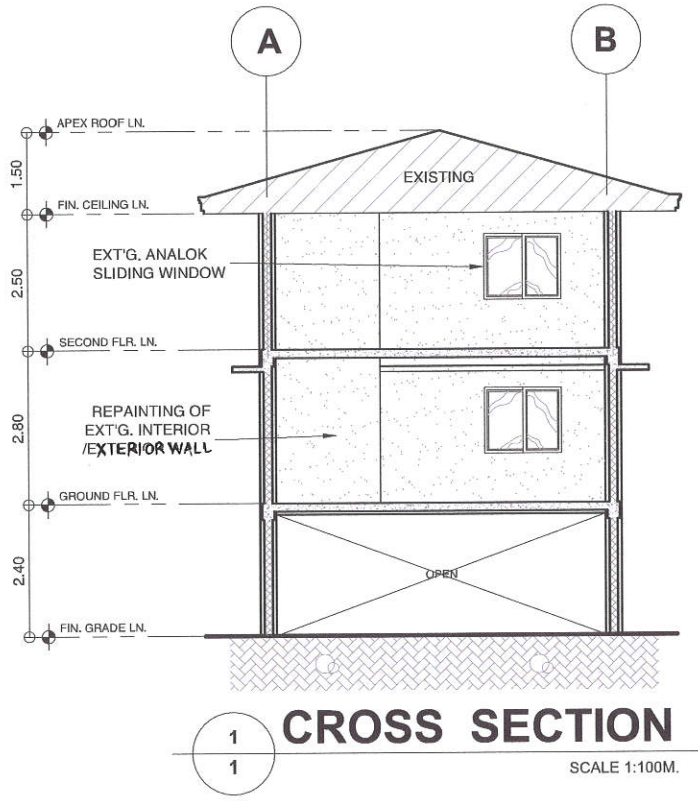 A
B
APEX ROOF LN.
1.50
EXISTING
FIN. CEILING LN.
EXT'G. ANALOK
SLIDING WINDOW
2.50
SECOND FLR. LN.
2.80
REPAINTING OF
EXT'G. INTERIOR
/EXTERIOR WALL
GROUND FLR. LN.
2.40
OPEN
FIN. GRADE LN.
1
1
CROSS SECTION
SCALE 1:100M.